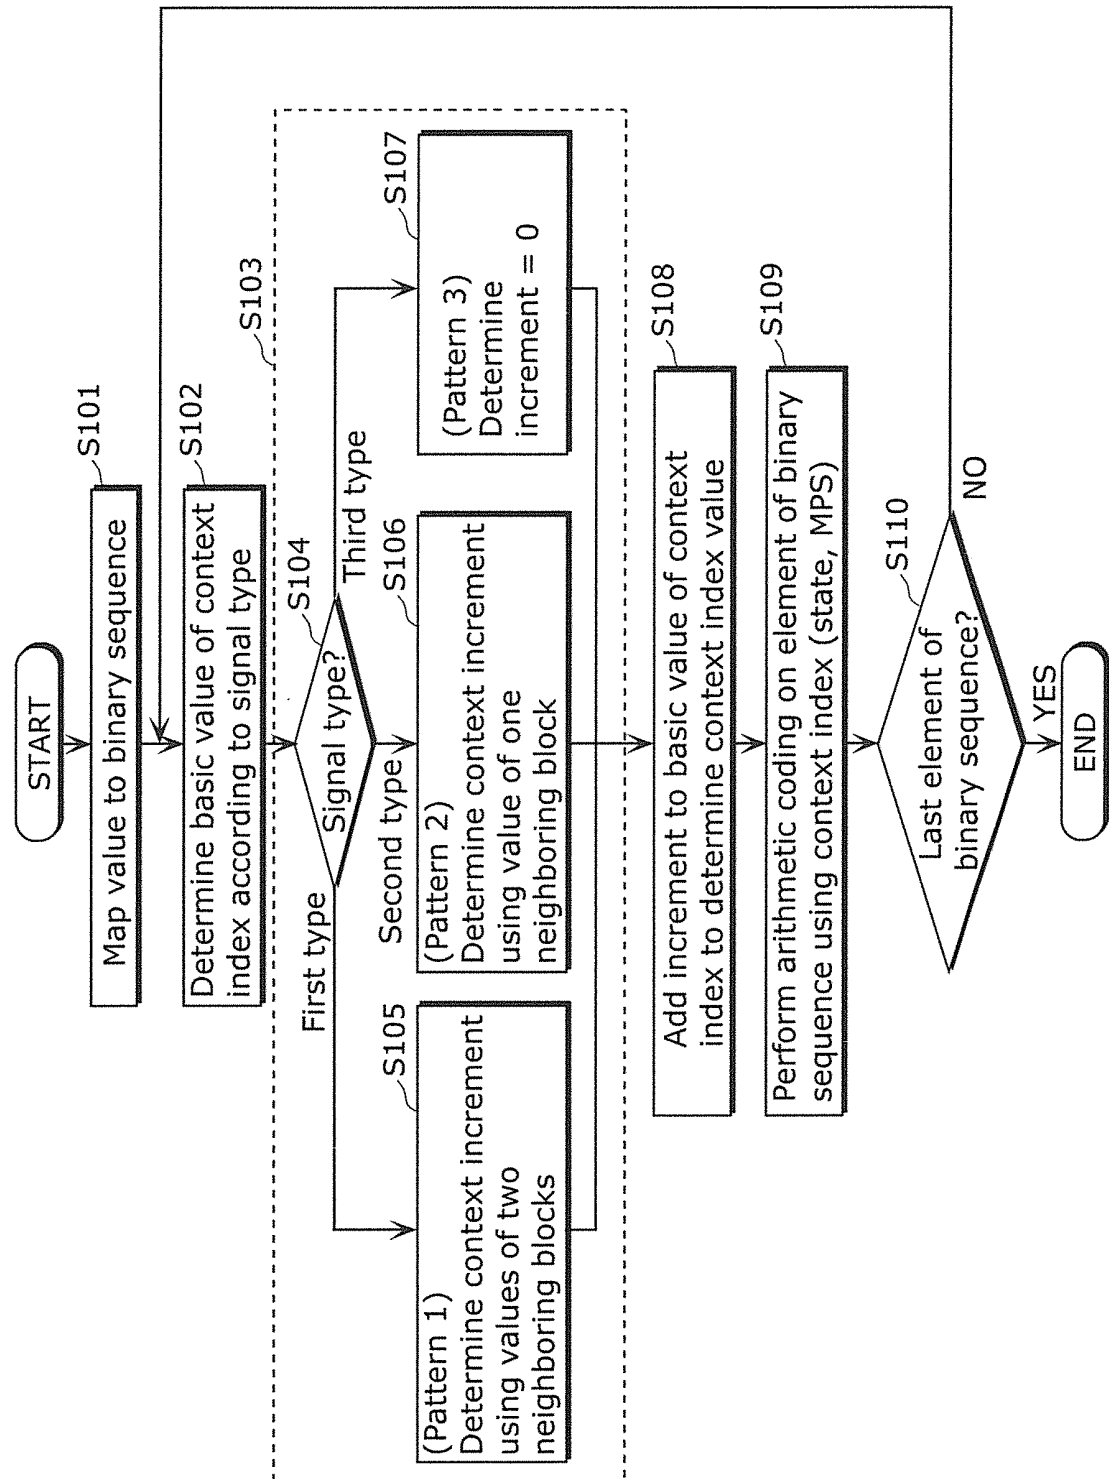 START
S101
Map value to binary sequence
S102
Determine basic value of context
index according to signal type
S103
S104
Signal type?
First type
Second type
Third type
S105
(Pattern 1)
Determine context increment
using values of two
neighboring blocks
S106
(Pattern 2)
Determine context increment
using value of one
neighboring block
S107
(Pattern 3)
Determine
increment = 0
S108
Add increment to basic value of context
index to determine context index value
S109
Perform arithmetic coding on element of binary
sequence using context index (state, MPS)
S110
Last element of
binary sequence?
NO
YES
END